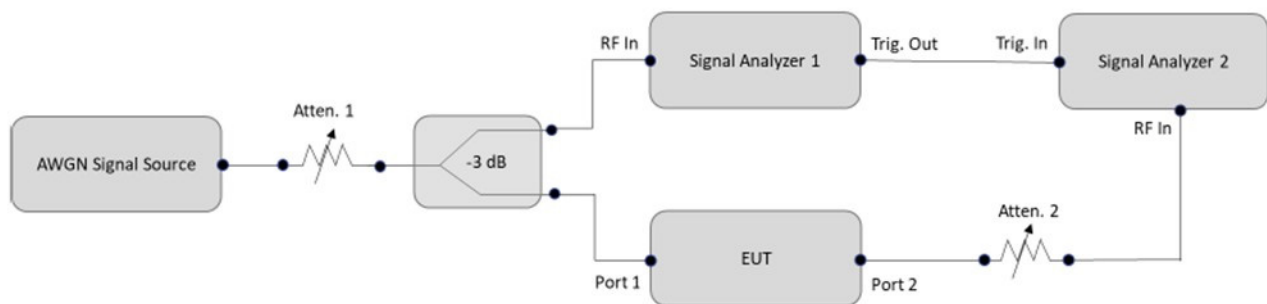 RF In
Signal Analyzer 1
Trig. Out
Trig. In
Signal Analyzer 2
RF In
Atten. 1
AWGN Signal Source
-3 dB
Atten. 2
EUT
Port 1
Port 2